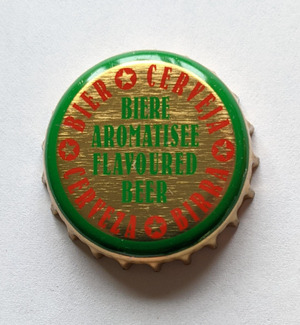 BIER
CERVEJA
BIRRA
CERVEZA
BIERE
AROMATISEE
FLAVOURED
BEER